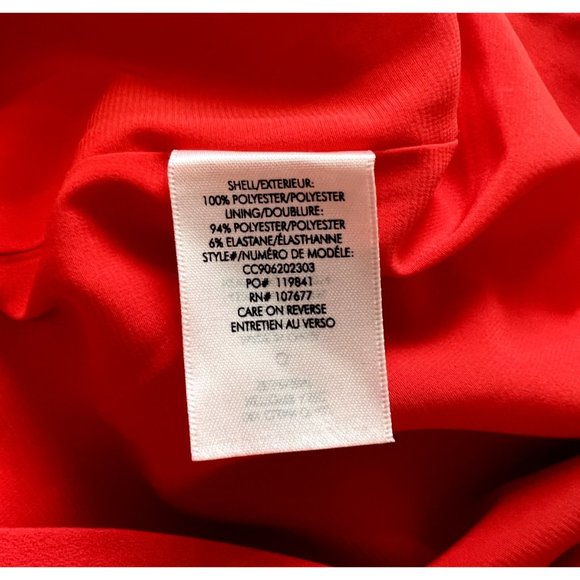 SHELL/EXTERIEUR:
100% POLYESTER/POLYESTER
LINING/DOUBLURE:
94% POLYESTER/POLYESTER
6% ELASTANE/ÉLASTHANNE
STYLE#/NUMÉRO DE MODÉLE:
CC906202303
PO# 119841
RN# 107677
CARE ON REVERSE
ENTRETIEN AU VERSO